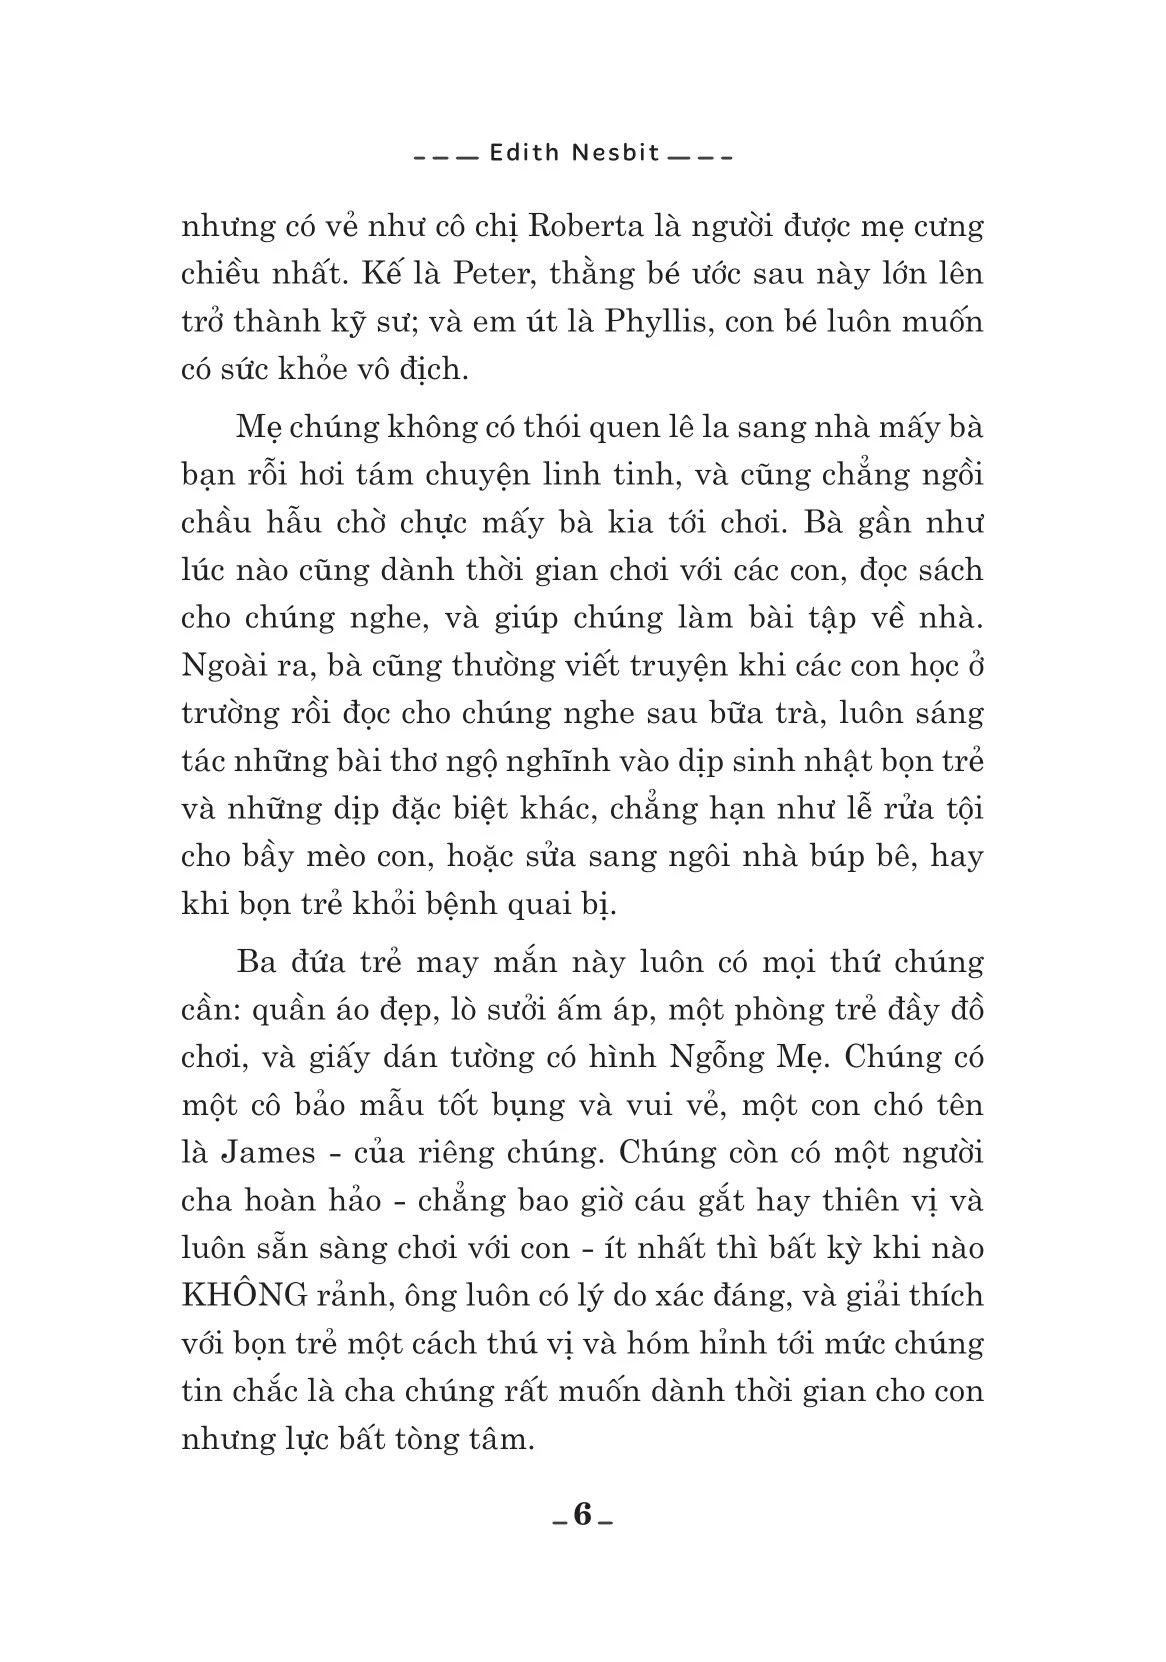 Edith Nesbit
nhưng có vẻ như cô chị Roberta là người được mẹ cưng
chiều nhất. Kế là Peter, thằng bé ước sau này lớn lên
trở thành kỹ sư; và em út là Phyllis, con bé luôn muốn
có sức khỏe vô địch.
Mẹ chúng không có thói quen lê la sang nhà mấy bà
bạn rỗi hơi tám chuyện linh tinh, và cũng chẳng ngồi
chầu hẫu chờ chực mấy bà kia tới chơi. Bà gần như
lúc nào cũng dành thời gian chơi với các con, đọc sách
cho chúng nghe, và giúp chúng làm bài tập về nhà.
Ngoài ra, bà cũng thường viết truyện khi các con học ở
trường rồi đọc cho chúng nghe sau bữa trà, luôn sáng
tác những bài thơ ngộ nghĩnh vào dịp sinh nhật bọn trẻ
và những dịp đặc biệt khác, chẳng hạn như lễ rửa tội
cho bầy mèo con, hoặc sửa sang ngôi nhà búp bê, hay
khi bọn trẻ khỏi bệnh quai bị.
Ba đứa trẻ may mắn này luôn có mọi thứ chúng
cần: quần áo đẹp, lò sưởi ấm áp, một phòng trẻ đầy đồ
chơi, và giấy dán tường có hình Ngỗng Mẹ. Chúng có
một cô bảo mẫu tốt bụng và vui vẻ, một con chó tên
là James - của riêng chúng. Chúng còn có một người
cha hoàn hảo - chẳng bao giờ cáu gắt hay thiên vị và
luôn sẵn sàng chơi với con - ít nhất thì bất kỳ khi nào
KHÔNG rảnh, ông luôn có lý do xác đáng, và giải thích
với bọn trẻ một cách thú vị và hóm hỉnh tới mức chúng
tin chắc là cha chúng rất muốn dành thời gian cho con
nhưng lực bất tòng tâm.
6